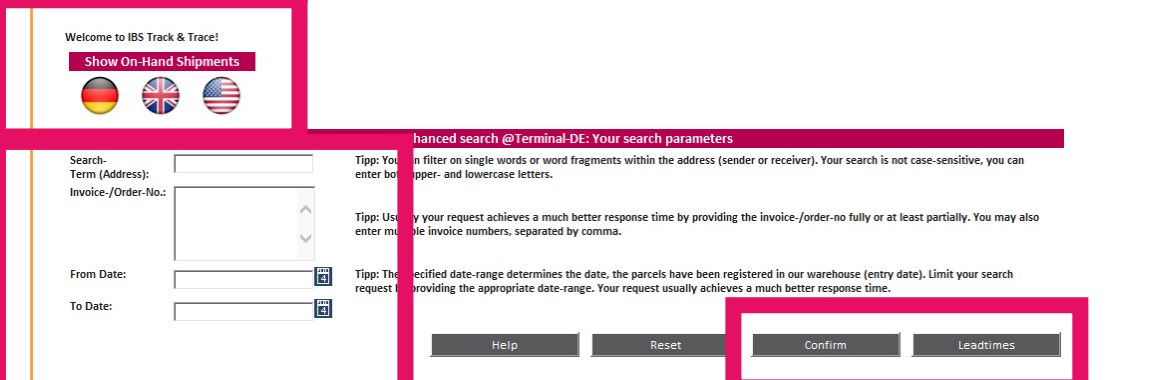 Welcome to IBS Track & Trace!
Show On-Hand Shipments
hanced search @Terminal-DE: Your search parameters
Search-
Term (Address):
Tipp: You n filter on single words or word fragments within the address (sender or receiver). Your search is not case-sensitive, you can
enter bot pper- and lowercase letters.
Invoice-/Order-No.:
Tipp: Usu y your request achieves a much better response time by providing the invoice-/order-no fully or at least partially. You may also
enter mu le invoice numbers, separated by comma.
From Date:
Tipp: The ecified date-range determines the date, the parcels have been registered in our warehouse (entry date). Limit your search
request providing the appropriate date-range. Your request usually achieves a much better response time.
To Date:
Help
Reset
Confirm
Leadtimes